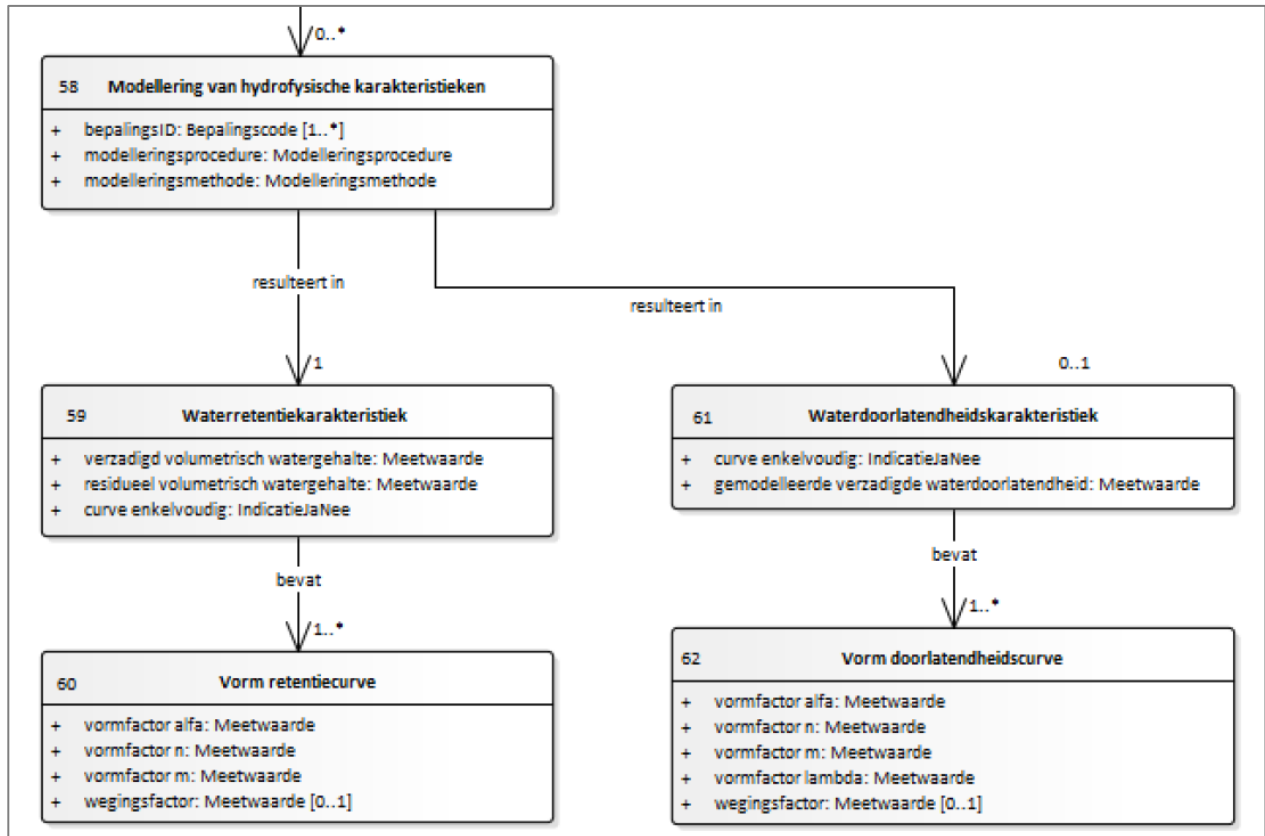 0..*
58 Modellering van hydrofysische karakteristieken
+ bepalingsID: Bepalingscode [1..*]
+ modelleringsprocedure: Modelleringsprocedure
+ modelleringsmethode: Modelleringsmethode
resulteert in
resulteert in
1
0..1
59 Waterretentiekarakteristiek
+ verzadigd volumetrisch watergehalte: Meetwaarde
+ residueel volumetrisch watergehalte: Meetwaarde
+ curve enkelvoudig: IndicatieJaNee
61 Waterdoorlatendheidskarakteristiek
+ curve enkelvoudig: IndicatieJaNee
+ gemodelleerde verzadigde waterdoorlatendheid: Meetwaarde
bevat
1..*
bevat
1..*
60 Vorm retentiecurve
+ vormfactor alfa: Meetwaarde
+ vormfactor n: Meetwaarde
+ vormfactor m: Meetwaarde
+ wegingsfactor: Meetwaarde [0..1]
62 Vorm doorlatendheidscurve
+ vormfactor alfa: Meetwaarde
+ vormfactor n: Meetwaarde
+ vormfactor m: Meetwaarde
+ vormfactor lambda: Meetwaarde
+ wegingsfactor: Meetwaarde [0..1]